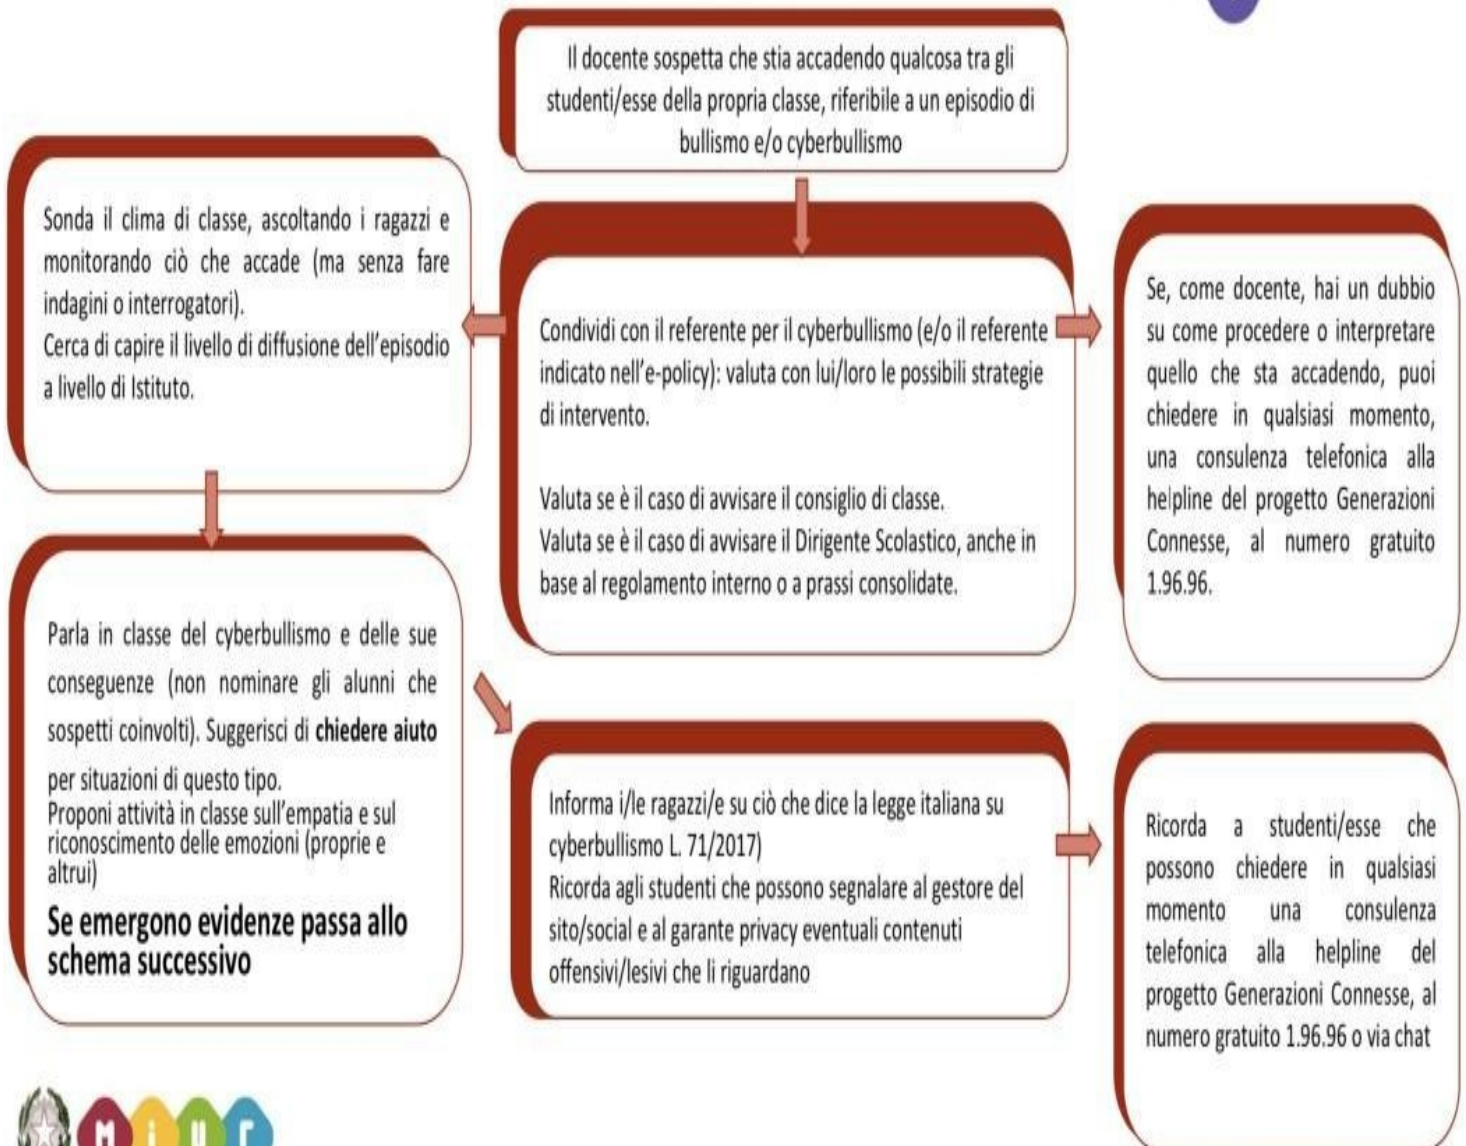 Il docente sospetta che stia accadendo qualcosa tra gli
studenti/esse della propria classe, riferibile a un episodio di
bullismo e/o cyberbullismo
Condividi con il referente per il cyberbullismo (e/o il referente
indicato nell'e-policy): valuta con lui/loro le possibili strategie
di intervento.
Valuta se è il caso di avvisare il consiglio di classe.
Valuta se è il caso di avvisare il Dirigente Scolastico, anche in
base al regolamento interno o a prassi consolidate.
Sonda il clima di classe, ascoltando i ragazzi e
monitorando ciò che accade (ma senza fare
indagini o interrogatori).
Cerca di capire il livello di diffusione dell'episodio
a livello di Istituto.
Se, come docente, hai un dubbio
su come procedere o interpretare
quello che sta accadendo, puoi
chiedere in qualsiasi momento,
una consulenza telefonica alla
helpline del progetto Generazioni
Connesse, al numero gratuito
1.96.96.
Parla in classe del cyberbullismo e delle sue
conseguenze (non nominare gli alunni che
sospetti coinvolti). Suggerisci di chiedere aiuto
per situazioni di questo tipo.
Proponi attività in classe sull'empatia e sul
riconoscimento delle emozioni (proprie e
altrui)
Se emergono evidenze passa allo
schema successivo
Informa i/le ragazzi/e su ciò che dice la legge italiana su
cyberbullismo L. 71/2017)
Ricorda agli studenti che possono segnalare al gestore del
sito/social e al garante privacy eventuali contenuti
offensivi/lesivi che li riguardano
Ricorda a studenti/esse che
possono chiedere in qualsiasi
momento una consulenza
telefonica alla helpline del
progetto Generazioni Connesse, al
numero gratuito 1.96.96 o via chat
miur